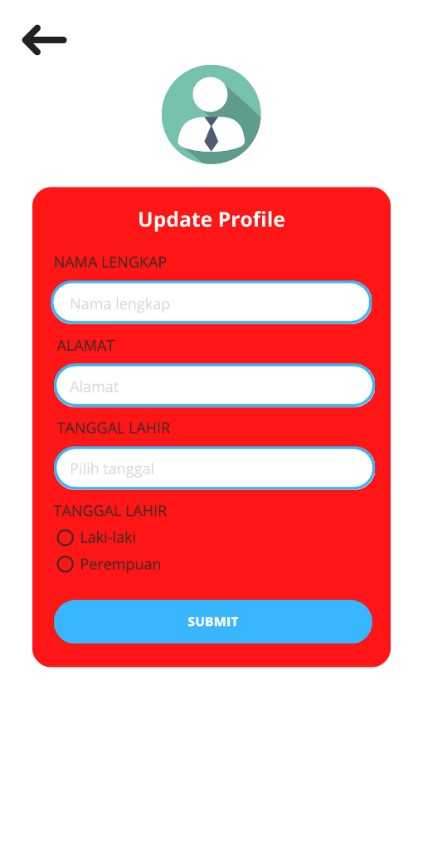 Update Profile
NAMA LENGKAP
Nama lengkap
ALAMAT
Alamat
TANGGAL LAHIR
Pilih tanggal
TANGGAL LAHIR
Laki-laki
Perempuan
SUBMIT